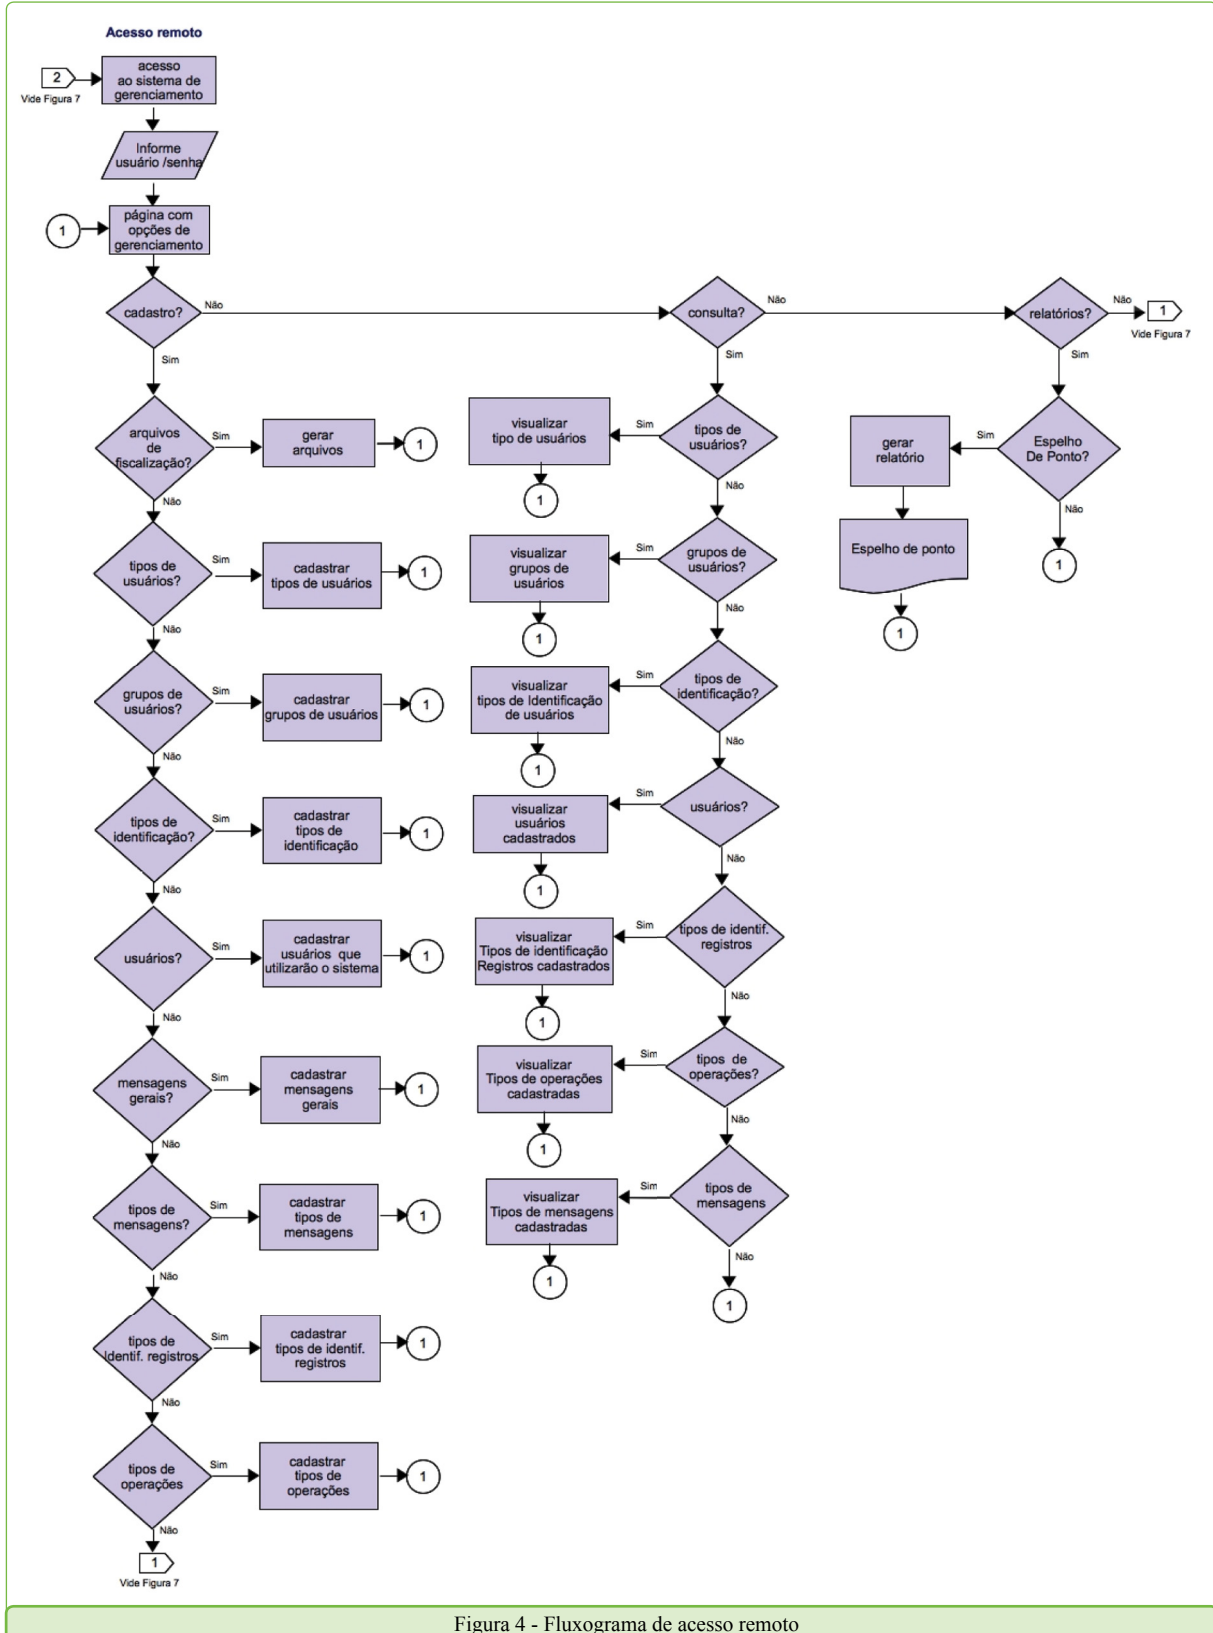 Acesso remoto
2
Vide Figura 7
acesso
ao sistema de
gerenciamento
Informe
usuário /senha
1
página com
opções de
gerenciamento
cadastro?
Não
Sim
consulta?
Não
Sim
relatórios?
Não
1
Vide Figura 7
Sim
arquivos
de
fiscalização?
Sim
gerar
arquivos
1
Não
tipos de
usuários?
Sim
cadastrar
tipos de usuários
1
Não
grupos de
usuários?
Sim
cadastrar
grupos de usuários
1
Não
tipos de
identificação?
Sim
cadastrar
tipos de
identificação
1
Não
usuários?
Sim
cadastrar
usuários que
utilizarão o sistema
1
Não
mensagens
gerais?
Sim
cadastrar
mensagens
gerais
1
Não
tipos de
mensagens?
Sim
cadastrar
tipos de
mensagens
1
Não
tipos de
Identif. registros
Sim
cadastrar
tipos de identif.
registros
1
Não
tipos de
operações
Sim
cadastrar
tipos de
operações
1
Não
1
Vide Figura 7
tipos de
usuários?
Sim
visualizar
tipo de usuários
1
Não
grupos de
usuários?
Sim
visualizar
grupos de
usuários
1
Não
tipos de
identificação?
Sim
visualizar
tipos de Identificação
de usuários
1
Não
usuários?
Sim
visualizar
usuários
cadastrados
1
Não
tipos de identif.
registros
Sim
visualizar
Tipos de identificação
Registros cadastrados
1
Não
tipos de
operações?
Sim
visualizar
Tipos de operações
cadastradas
1
Não
tipos de
mensagens
Sim
visualizar
Tipos de mensagens
cadastradas
1
Não
1
Espelho
De Ponto?
Sim
gerar
relatório
Espelho de ponto
1
Não
1
Figura 4 - Fluxograma de acesso remoto